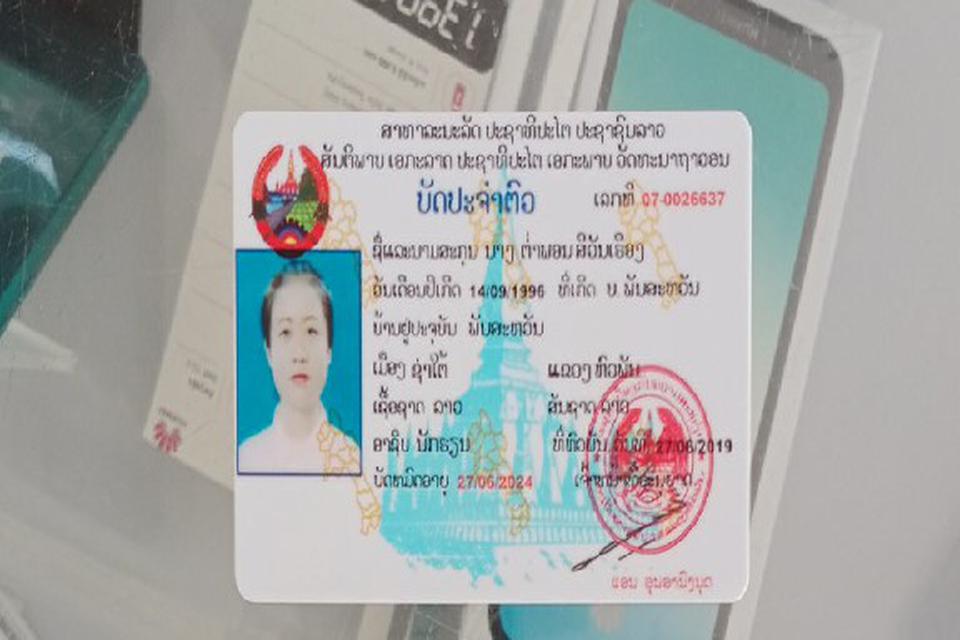 ສາທາລະນະລັດ ປະຊາທິປະໄຕ ປະຊາຊົນລາວ
ສັນຕິພາບ ເອກະລາດ ປະຊາທິປະໄຕ ເອກະພາບ ວັດທະນາຖາວອນ
ບັດປະຈຳຕົວ
ເລກທີ 07-0026637
ຊື່ແລະນາມສະກຸນ ນາງ ຕ່ຳພອນ ສີວັນເຮືອງ
ວັນເດືອນປີເກີດ 14/09/1996 ທີ່ເກີດ ບ. ພັນສະຫວັນ
ບ້ານຢູ່ປະຈຸບັນ ພັນສະຫວັນ
ເມືອງ ຊຳໃຕ້ ແຂວງ ຫົວພັນ
ເຊື້ອຊາດ ລາວ ສັນຊາດ ລາວ
ອາຊີບ ນັກຮຽນ ທີ່ຫົວພັນ ວັນທີ 27/06/2019
ບັດໝົດອາຍຸ 27/06/2024